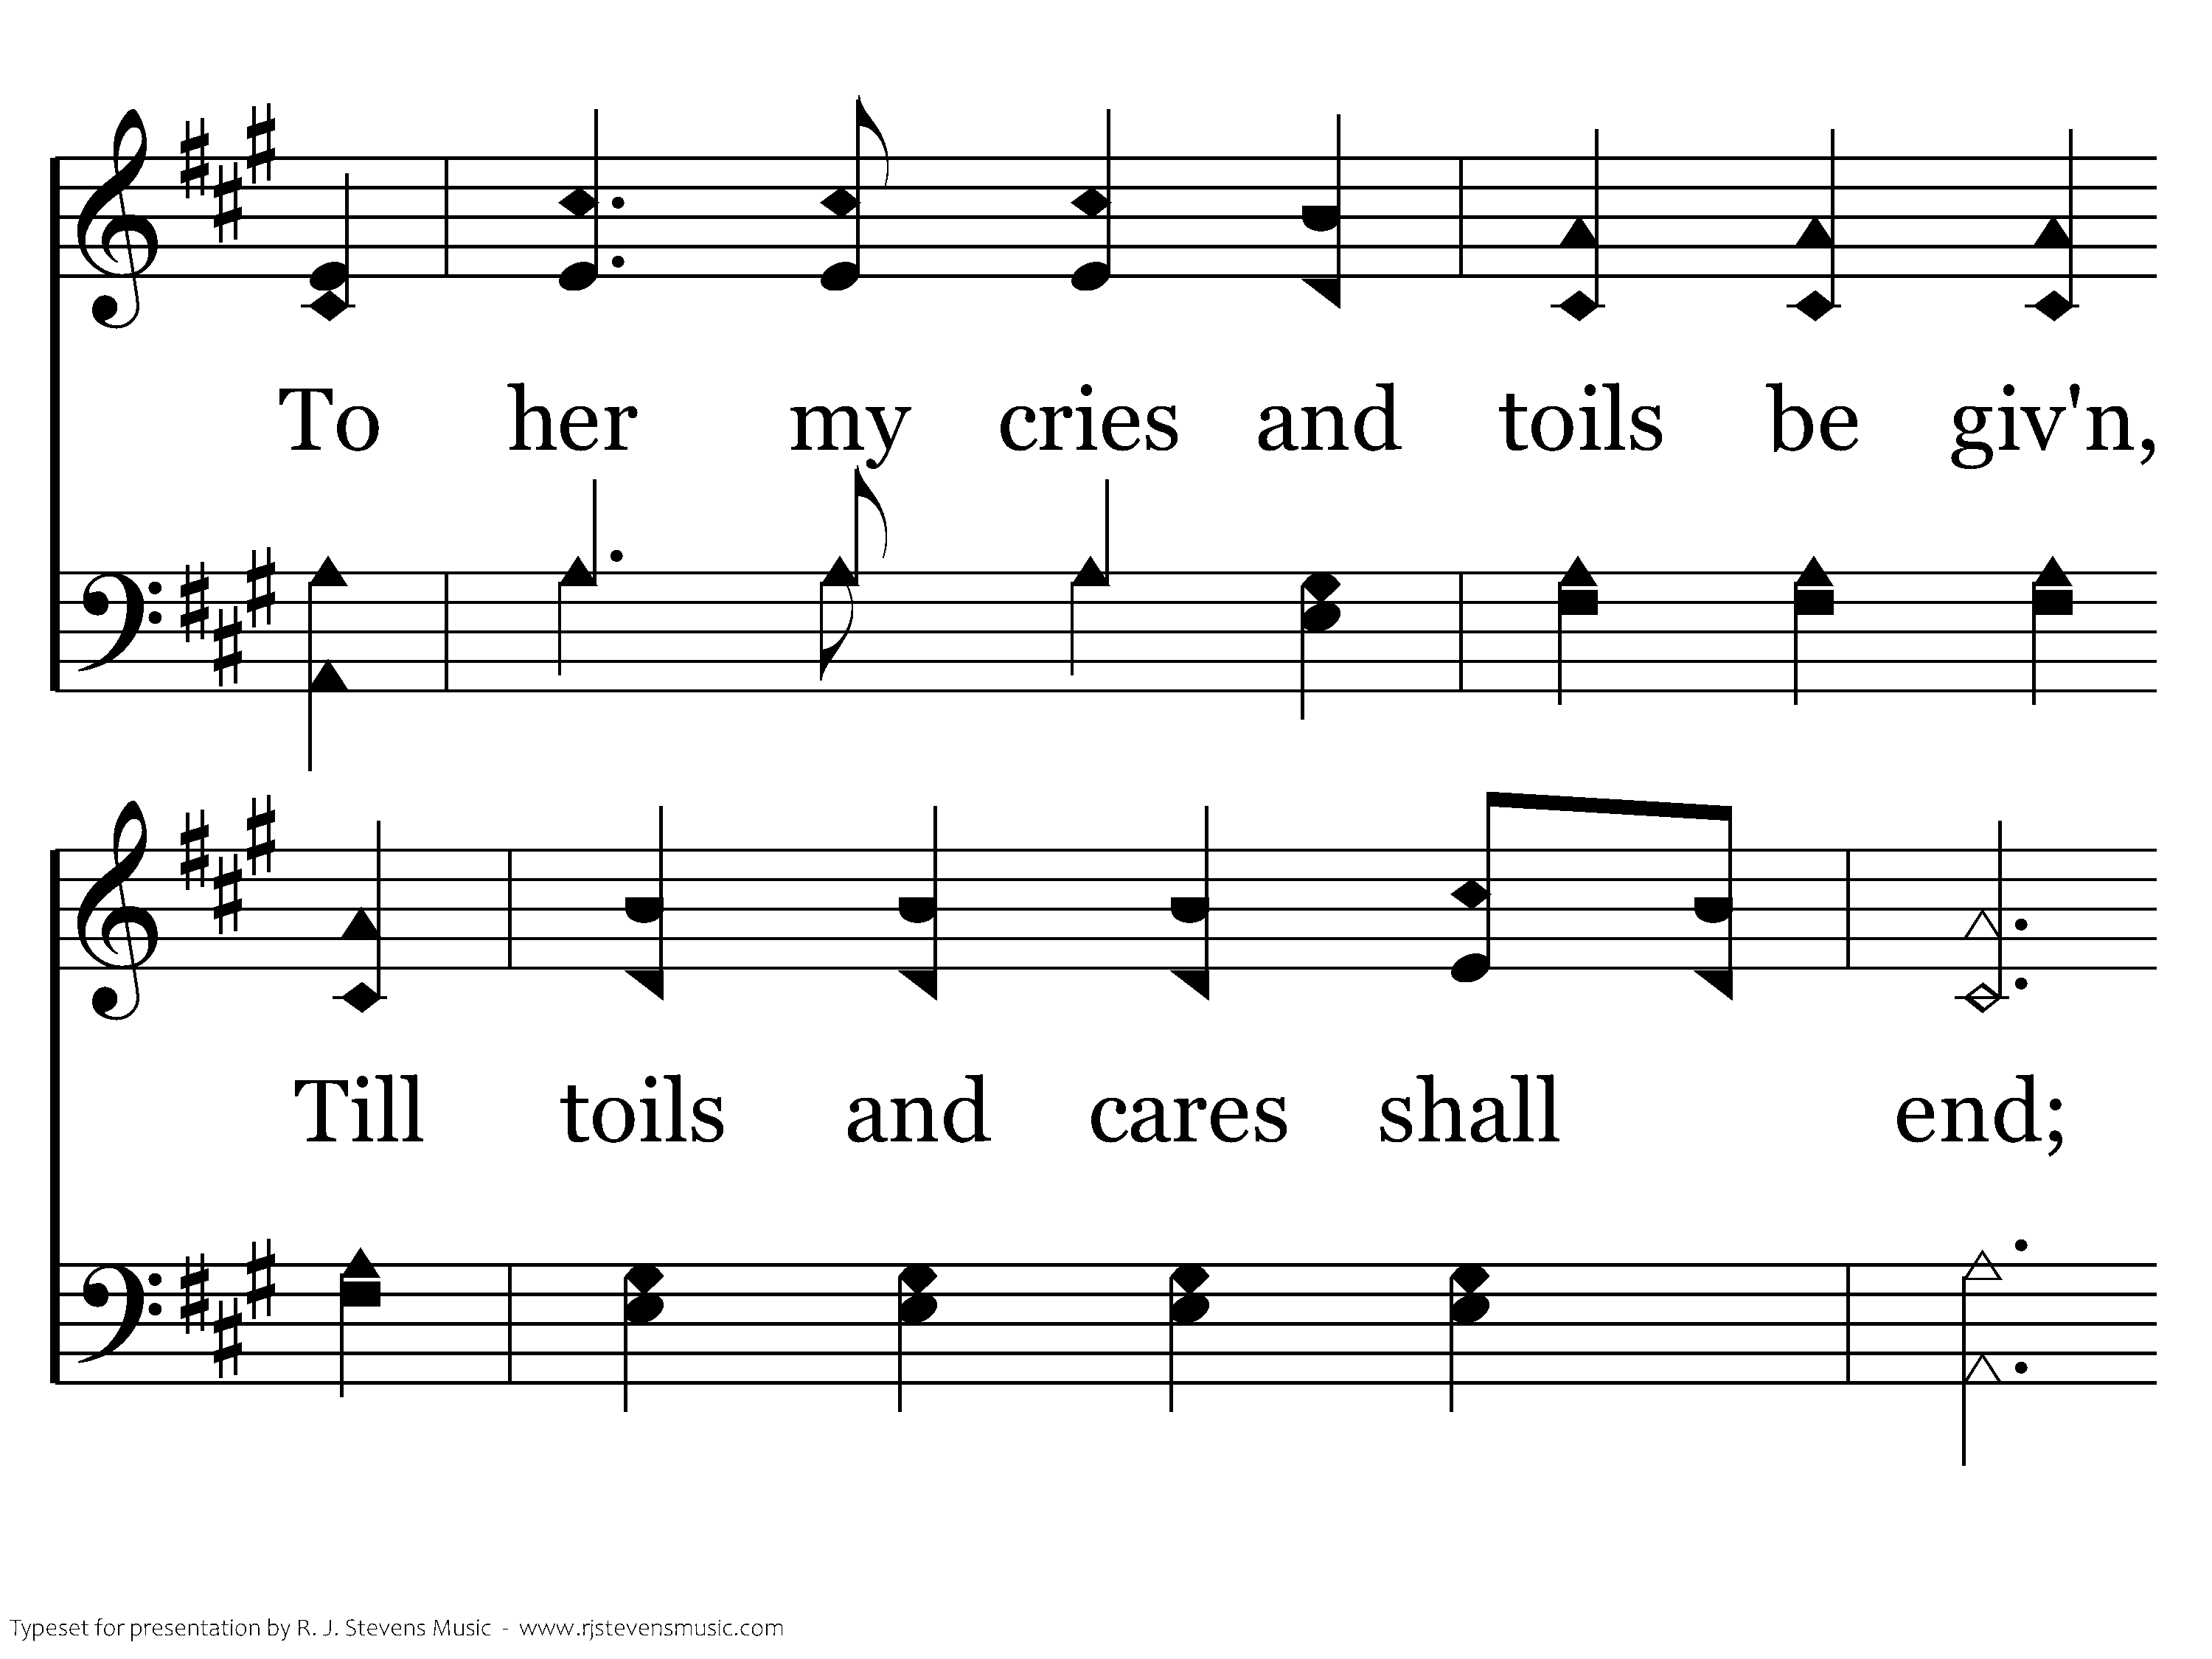 To her my cries and toils be giv'n,
Till toils and cares shall end;
Typeset for presentation by R. J. Stevens Music - www.rjstevensmusic.com